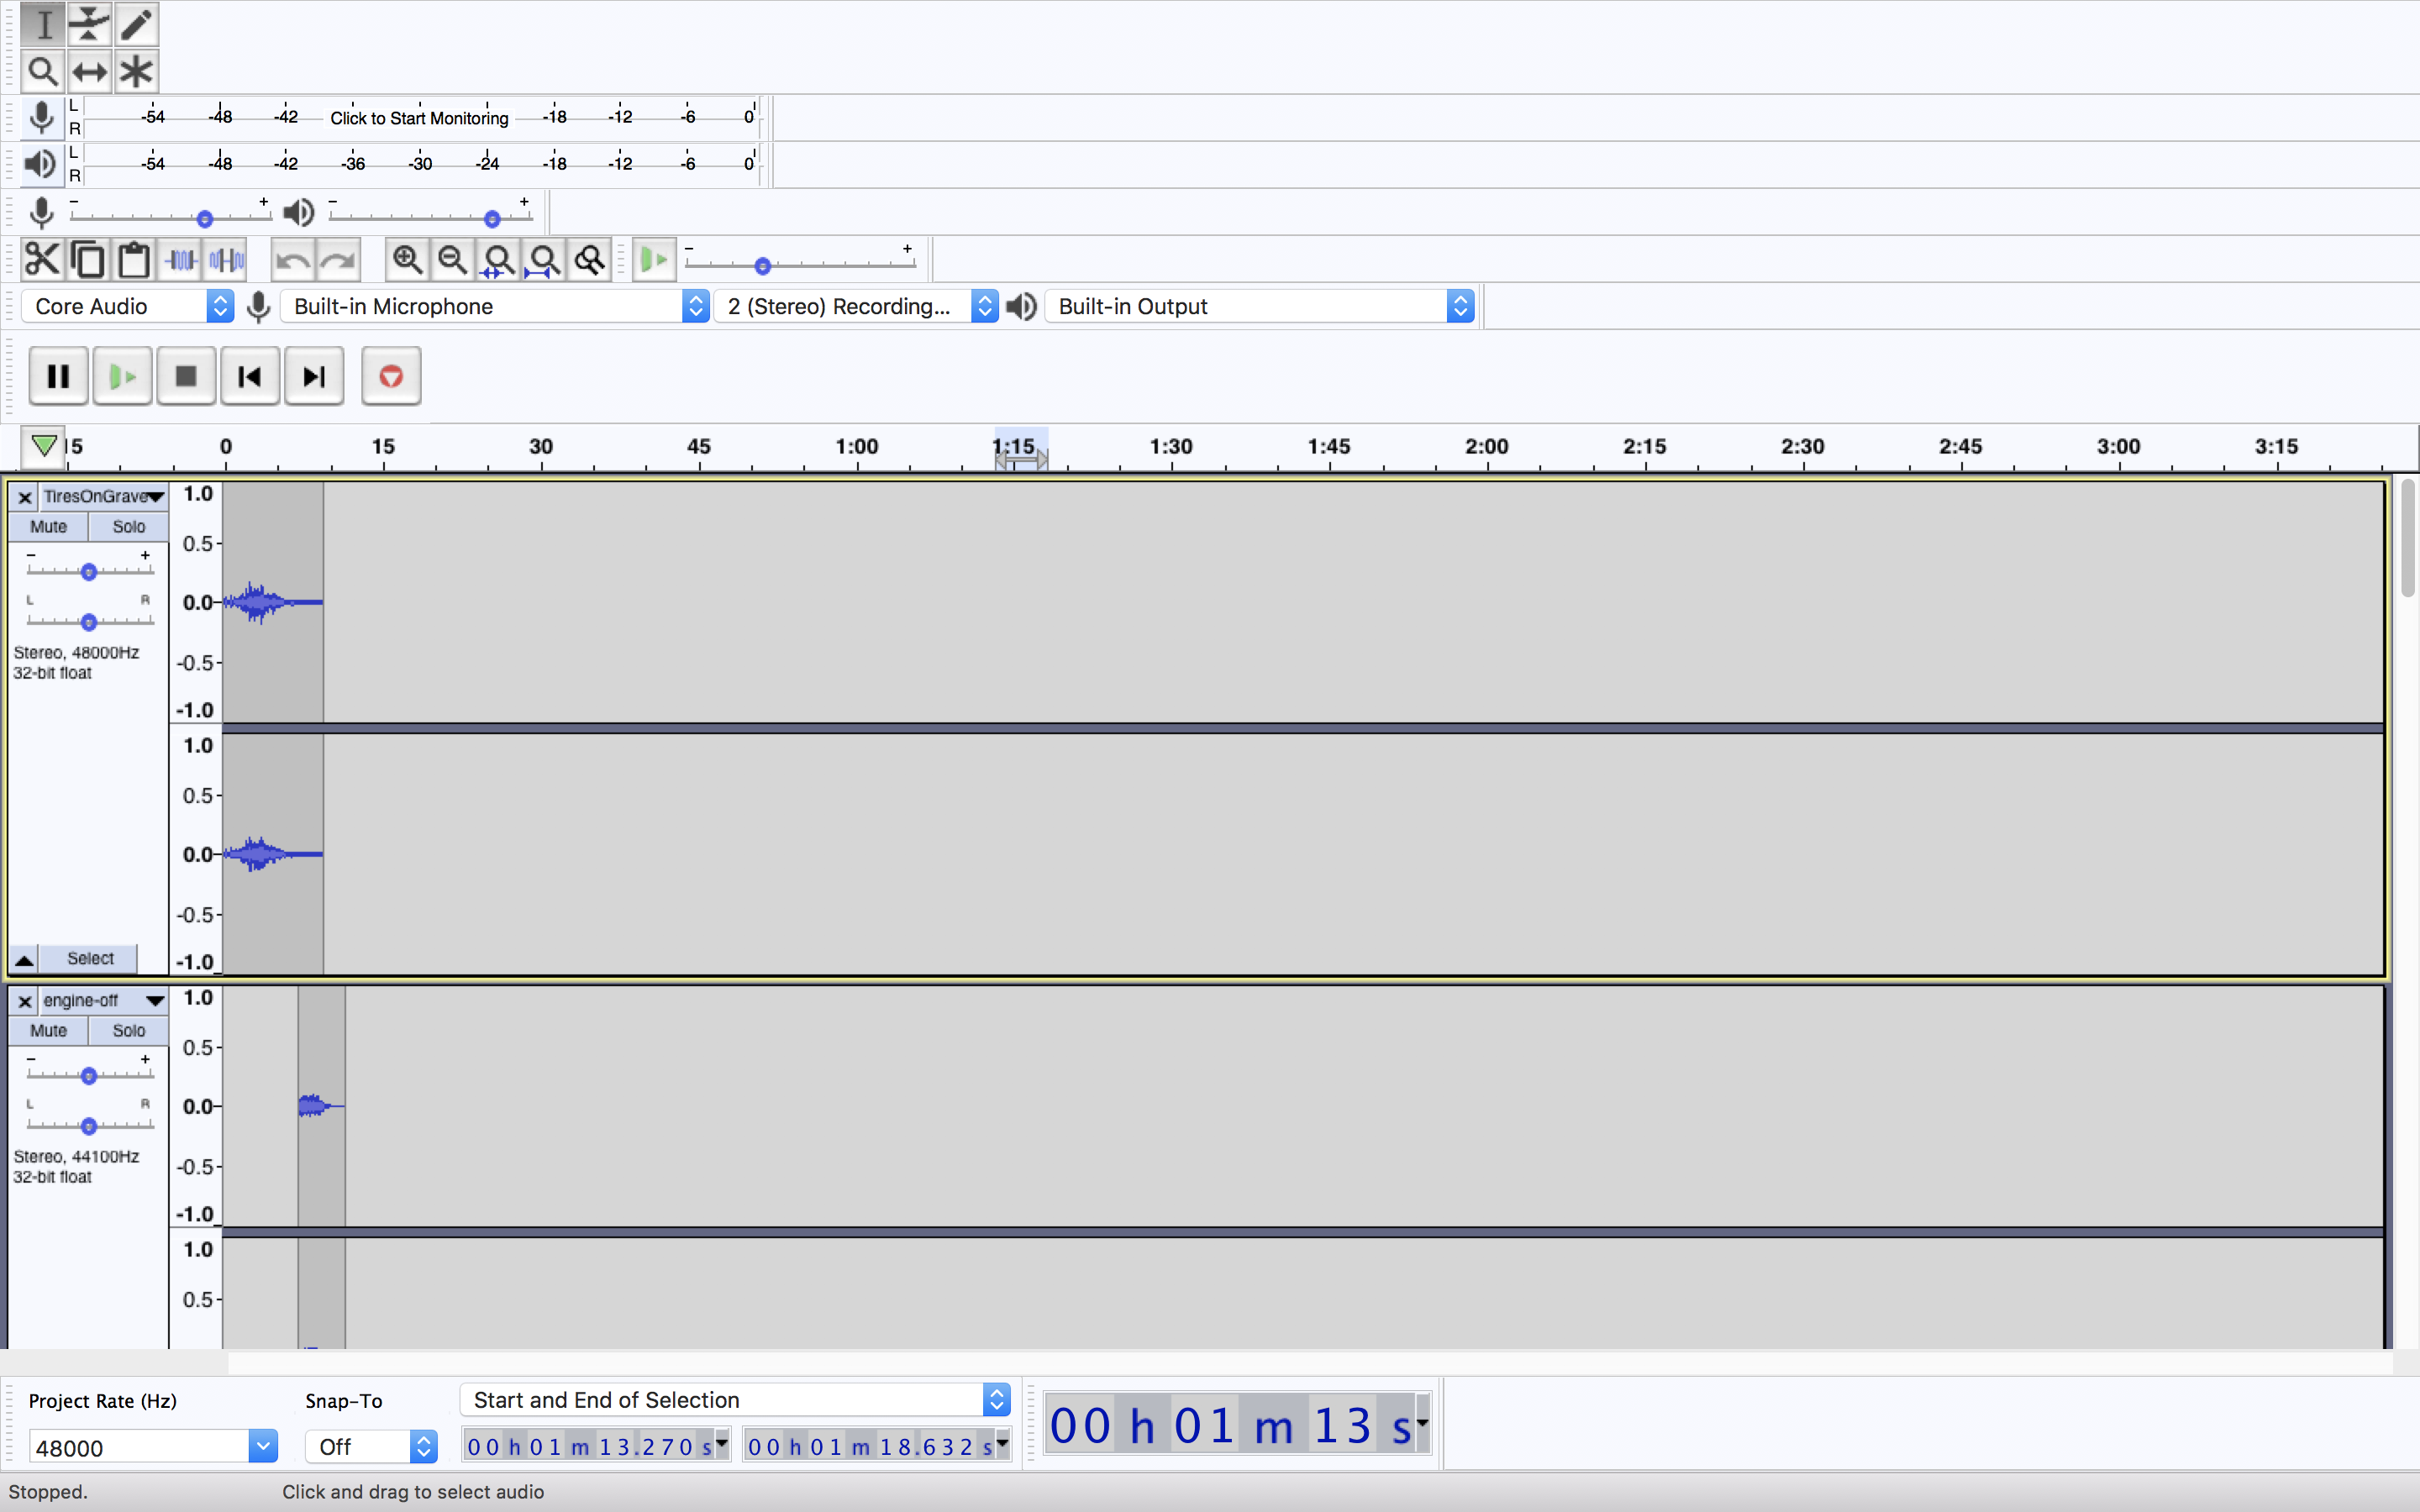 L
R
-54 -48 -42 Click to Start Monitoring -18 -12 -6 0
L
R
-54 -48 -42 -36 -30 -24 -18 -12 -6 0
- + - +
- +
Core Audio Built-in Microphone 2 (Stereo) Recording... Built-in Output
15 0 15 30 45 1:00 1:15 1:30 1:45 2:00 2:15 2:30 2:45 3:00 3:15
TiresOnGrave
Mute Solo
- +
L R
Stereo, 48000Hz
32-bit float
Select
1.0
0.5
0.0
-0.5
-1.0
1.0
0.5
0.0
-0.5
-1.0
engine-off
Mute Solo
- +
L R
Stereo, 44100Hz
32-bit float
1.0
0.5
0.0
-0.5
-1.0
1.0
0.5
Project Rate (Hz) Snap-To Start and End of Selection
48000 Off 00 h 01 m 13.270 s 00 h 01 m 18.632 s
00 h 01 m 13 s
Stopped. Click and drag to select audio